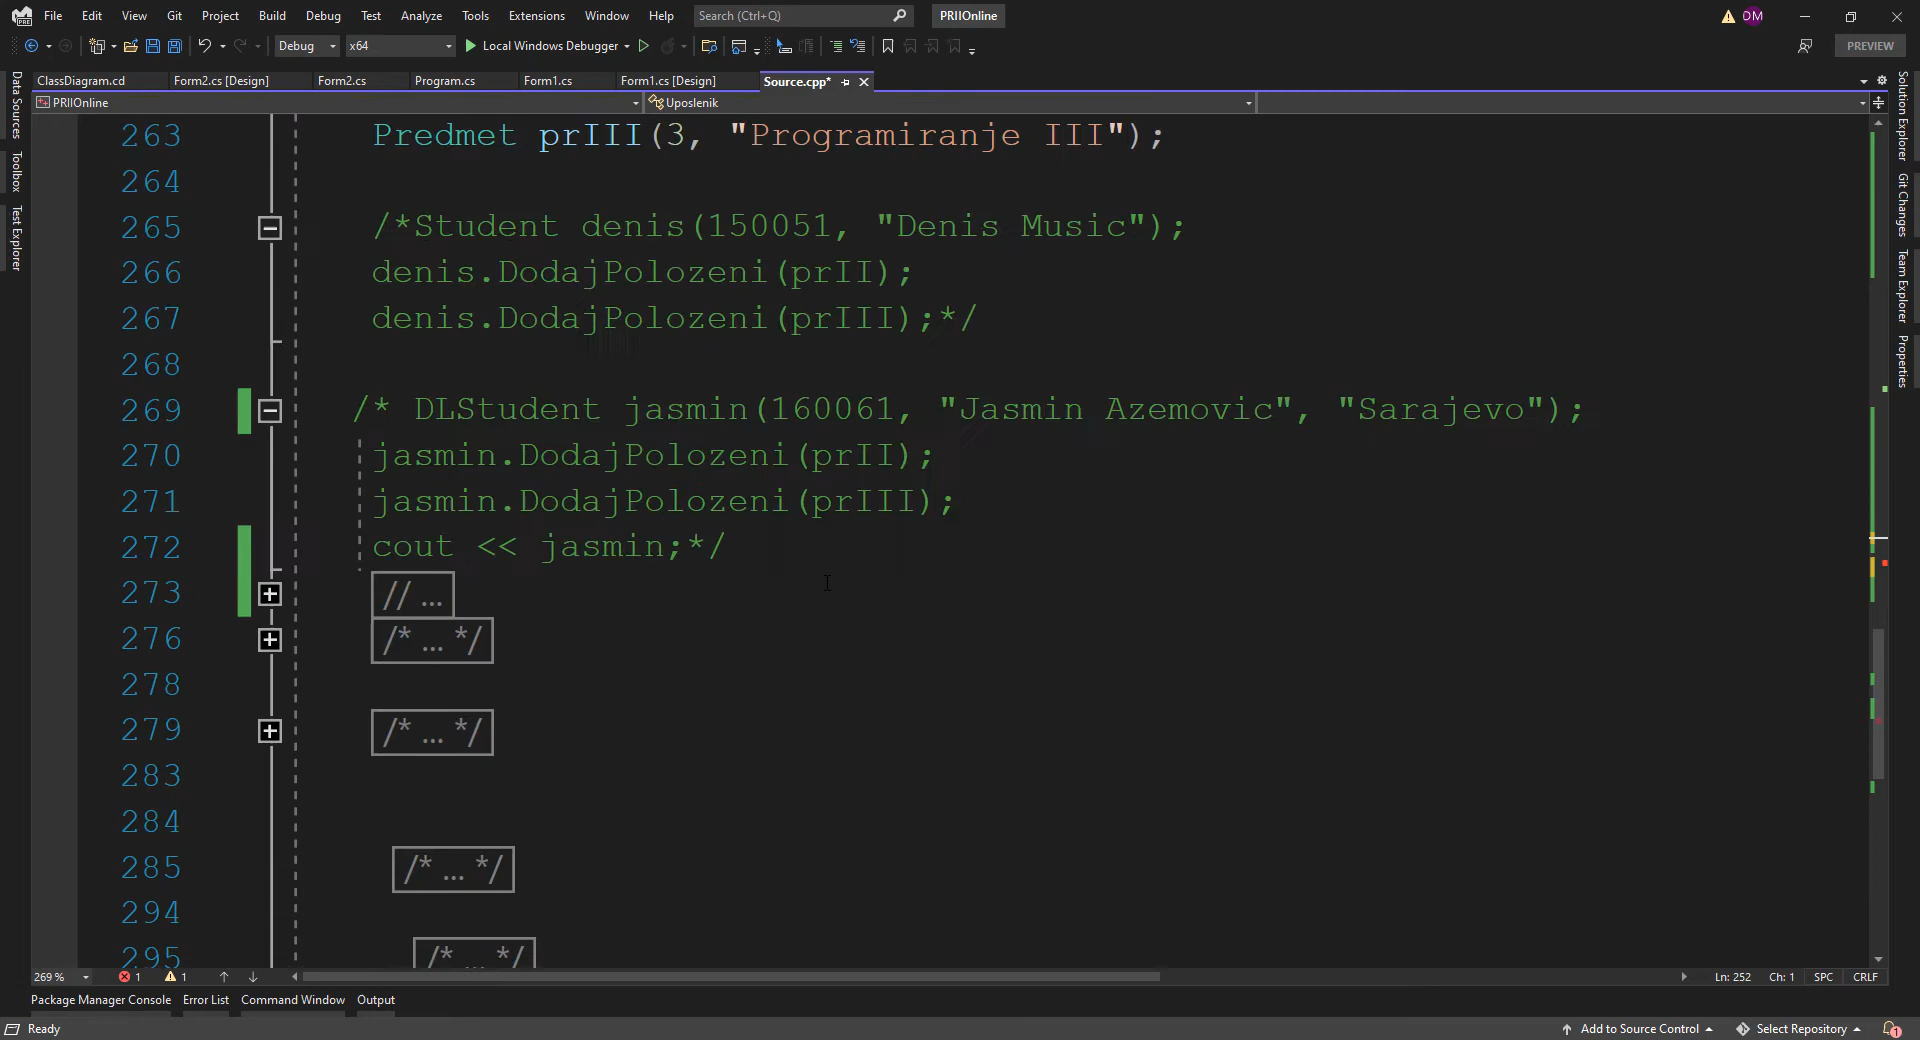 File Edit View Git Project Build Debug Test Analyze Tools Extensions Window Help Search (Ctrl+Q) PRIIOnline DM
Debug x64 Local Windows Debugger PREVIEW
ClassDiagram.cd Form2.cs [Design] Form2.cs Program.cs Form1.cs Form1.cs [Design] Source.cpp*
PRIIOnline Uposlenik
Data Sources
Toolbox
Test Explorer
Solution Explorer
Git Changes
Team Explorer
Properties
263 Predmet prIII(3, "Programiranje III");
264
265 /*Student denis(150051, "Denis Music");
266 denis.DodajPolozeni(prII);
267 denis.DodajPolozeni(prIII);*/
268
269 /* DLStudent jasmin(160061, "Jasmin Azemovic", "Sarajevo");
270 jasmin.DodajPolozeni(prII);
271 jasmin.DodajPolozeni(prIII);
272 cout << jasmin;*/
273 // ...
276 /* ... */
278
279 /* ... */
283
284
285 /* ... */
294
295 /* ... */
269 % 1 1 Ln: 252 Ch: 1 SPC CRLF
Package Manager Console Error List Command Window Output
Ready Add to Source Control Select Repository 1